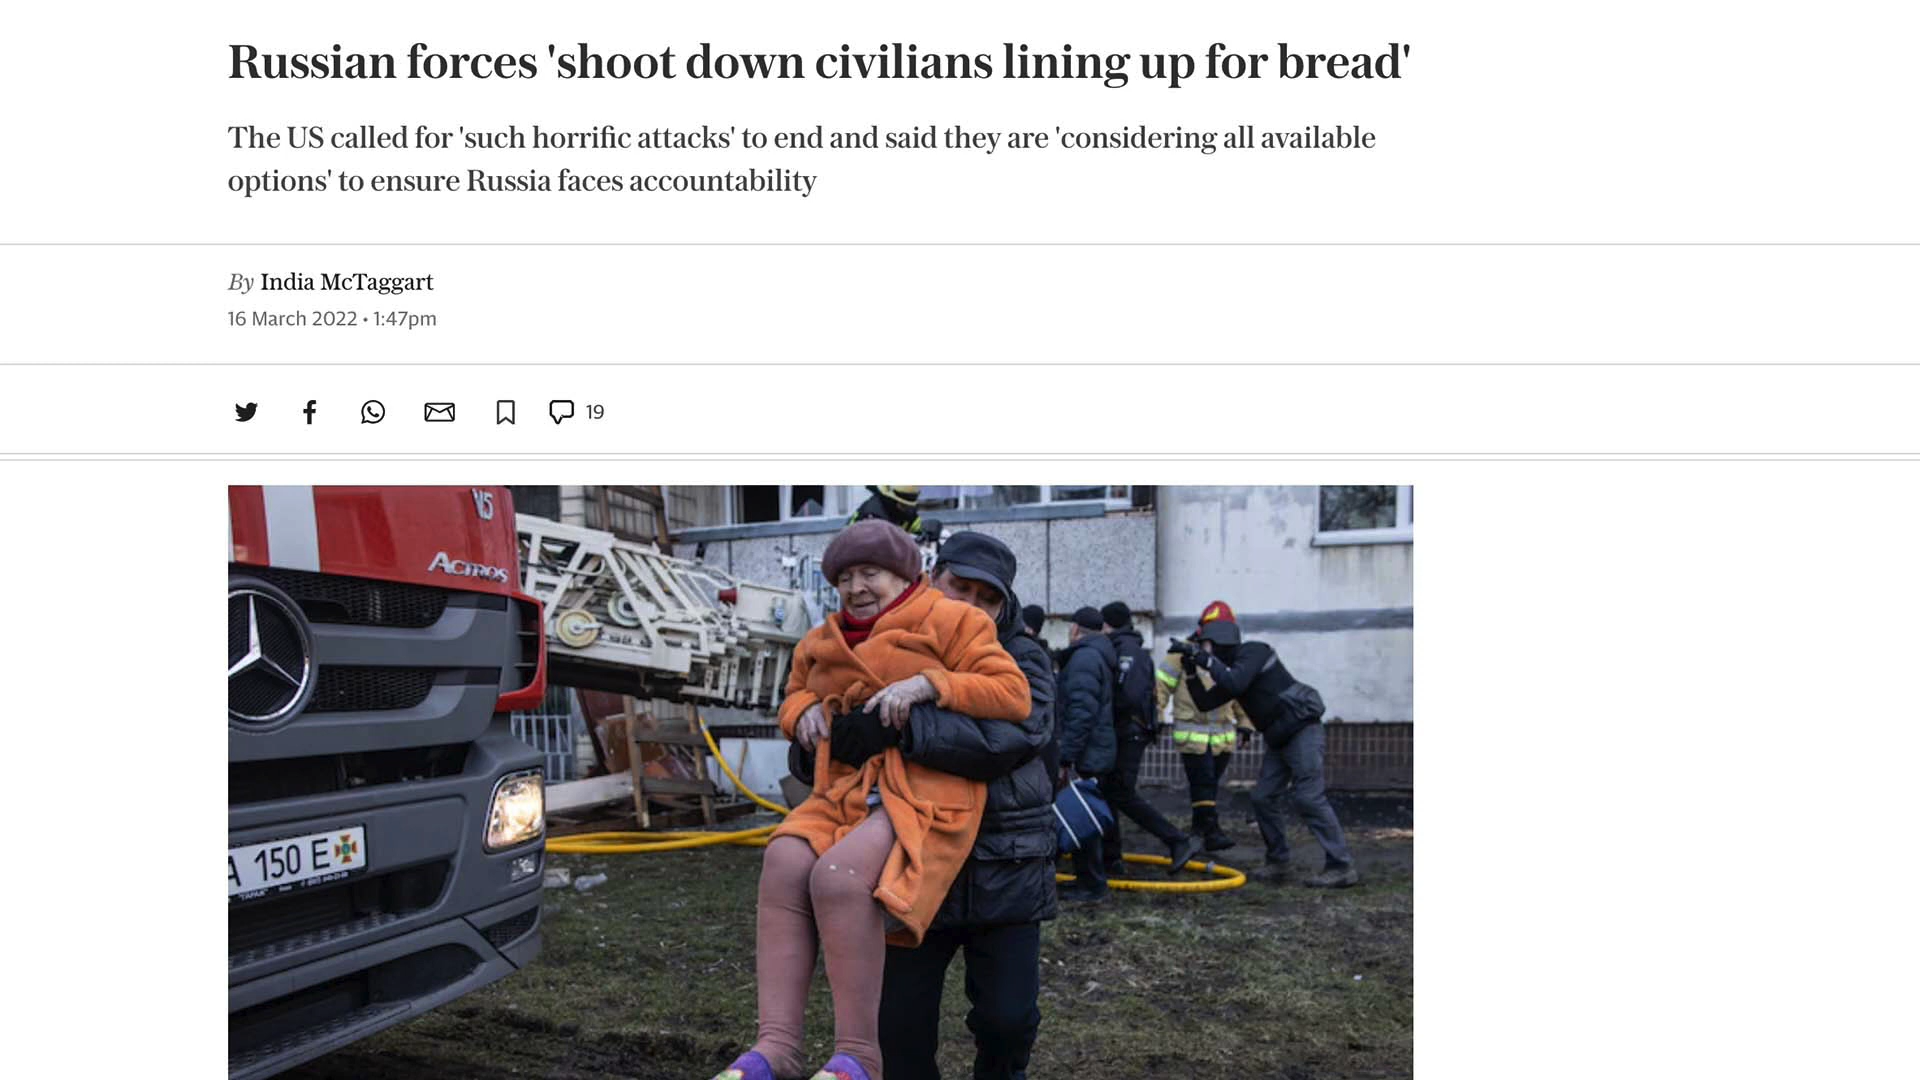 Russian forces 'shoot down civilians lining up for bread'
The US called for 'such horrific attacks' to end and said they are 'considering all available
options' to ensure Russia faces accountability
By India McTaggart
16 March 2022 • 1:47pm
19
V5
ACTROS
A 150 E